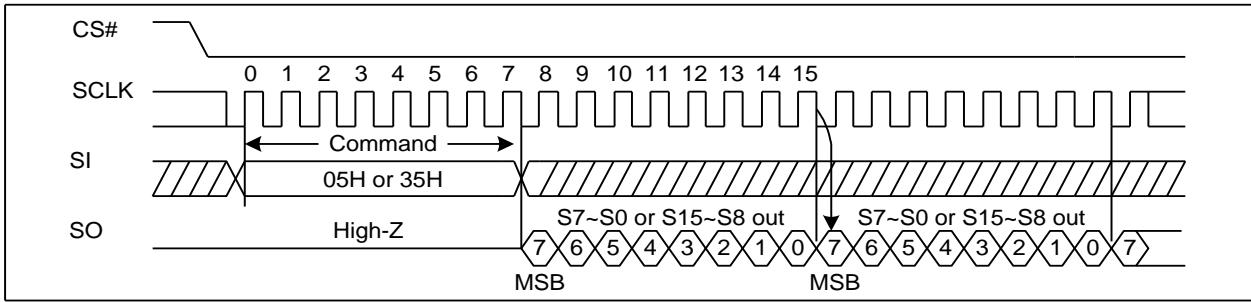 CS#
0 1 2 3 4 5 6 7 8 9 10 11 12 13 14 15
SCLK
Command
SI
05H or 35H
S7~S0 or S15~S8 out S7~S0 or S15~S8 out
SO
High-Z
7 6 5 4 3 2 1 0 7 6 5 4 3 2 1 0 7
MSB MSB